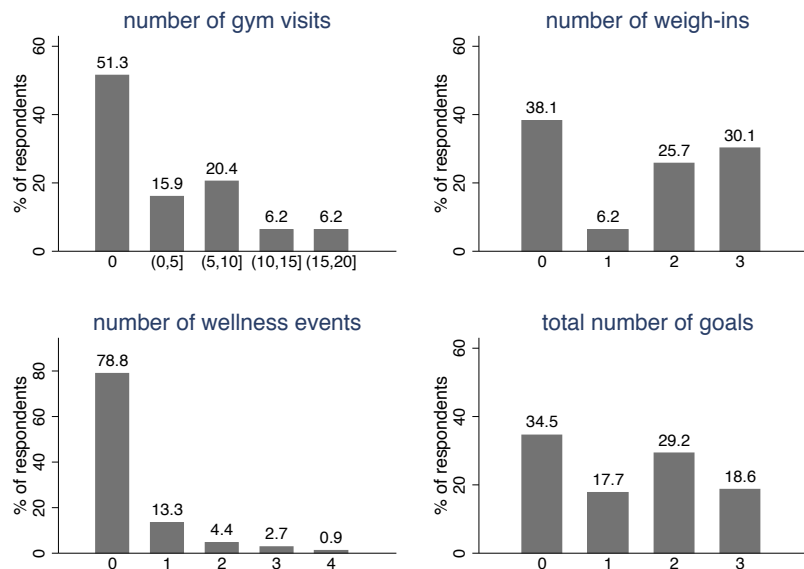 number of gym visits
% of respondents
60
40
20
0
51.3
15.9
20.4
6.2
6.2
0 (0,5] (5,10] (10,15] (15,20]
number of weigh-ins
% of respondents
60
40
20
0
38.1
6.2
25.7
30.1
0 1 2 3
number of wellness events
% of respondents
80
60
40
20
0
78.8
13.3
4.4
2.7
0.9
0 1 2 3 4
total number of goals
% of respondents
60
40
20
0
34.5
17.7
29.2
18.6
0 1 2 3